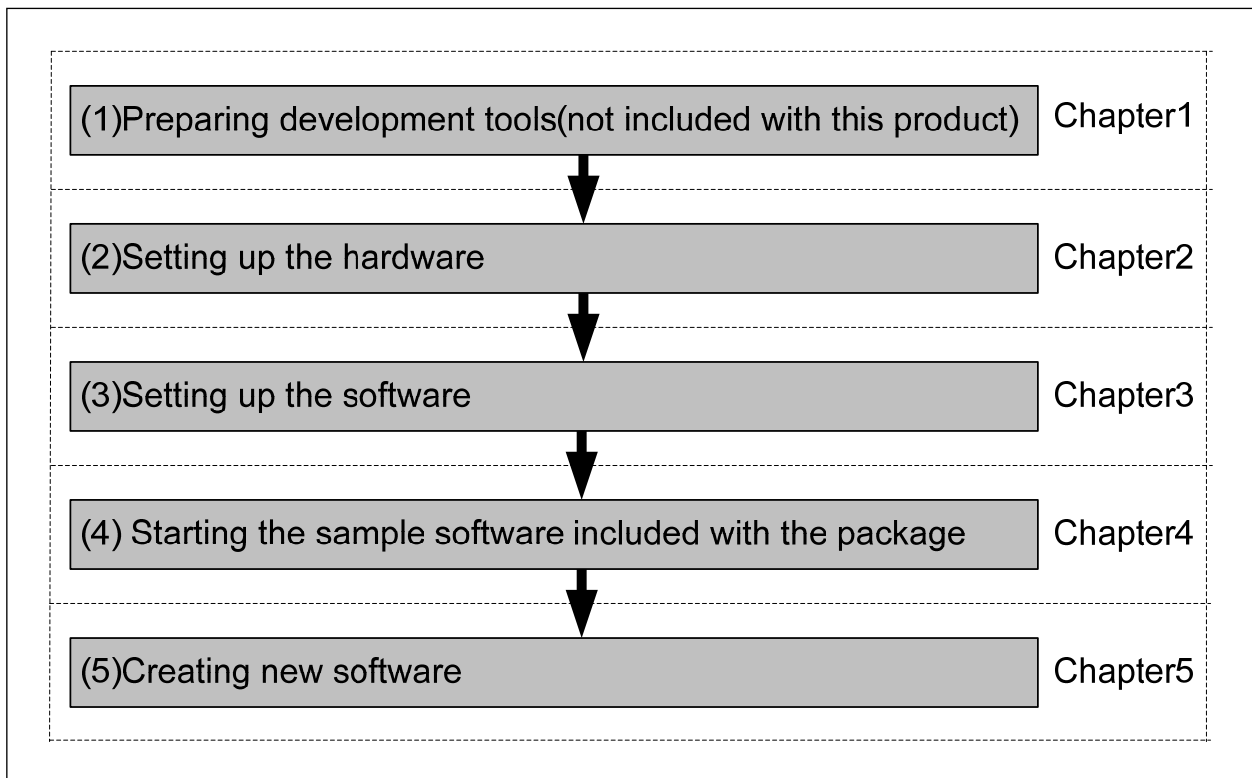 (1)Preparing development tools(not included with this product) Chapter1
(2)Setting up the hardware Chapter2
(3)Setting up the software Chapter3
(4) Starting the sample software included with the package Chapter4
(5)Creating new software Chapter5